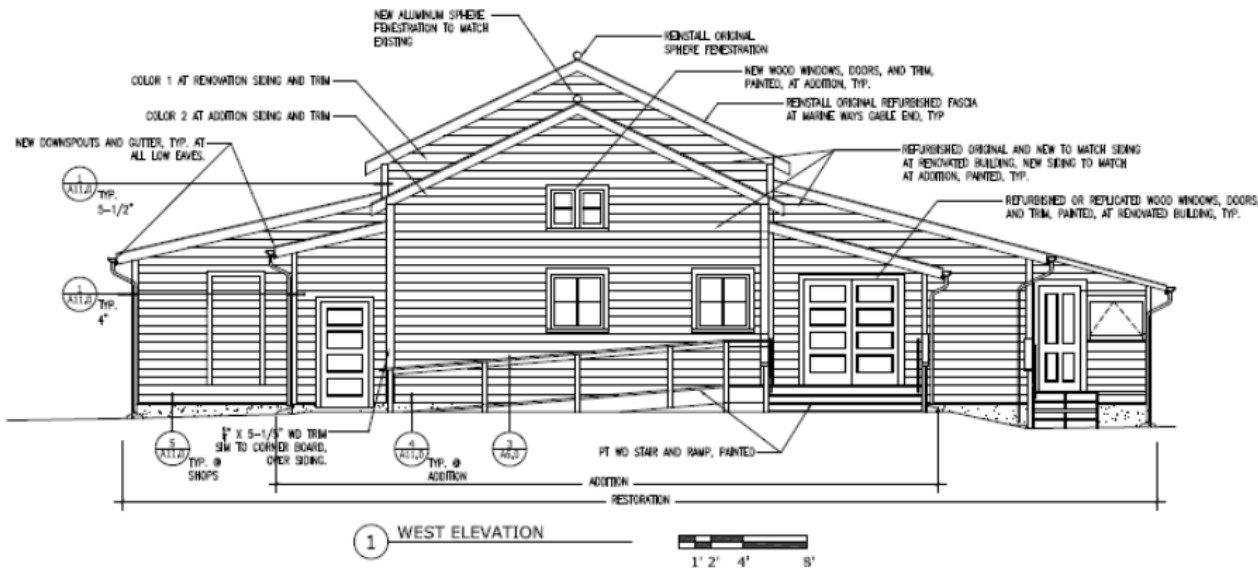 NEW ALUMINUM SPHERE
FENESTRATION TO MATCH
EXISTING
REINSTALL ORIGINAL
SPHERE FENESTRATION
COLOR 1 AT RENOVATION SIDING AND TRIM
NEW WOOD WINDOWS, DOORS, AND TRIM,
PAINTED, AT ADDITION, TYP.
COLOR 2 AT ADDITION SIDING AND TRIM
REINSTALL ORIGINAL REFURBISHED FASCIA
AT MARINE WAYS GABLE END, TYP
NEW DOWNSPOUTS AND GUTTER, TYP. AT
ALL LOW EAVES.
REFURBISHED ORIGINAL AND NEW TO MATCH SIDING
AT RENOVATED BUILDING, NEW SIDING TO MATCH
AT ADDITION, PAINTED, TYP.
1
A11.0
TYP.
5-1/2"
REFURBISHED OR REPLICATED WOOD WINDOWS, DOORS,
AND TRIM, PAINTED, AT RENOVATED BUILDING, TYP.
1
A11.0
TYP.
4"
5
A11.0
TYP. @
SHOPS
X 5-1/5" WD TRIM
SIM TO CORNER BOARD,
OVER SIDING.
4
A11.0
TYP. @
ADDITION
3
A6.0
PT WD STAIR AND RAMP, PAINTED
ADDITION
RESTORATION
1
WEST ELEVATION
1' 2' 4' 8'